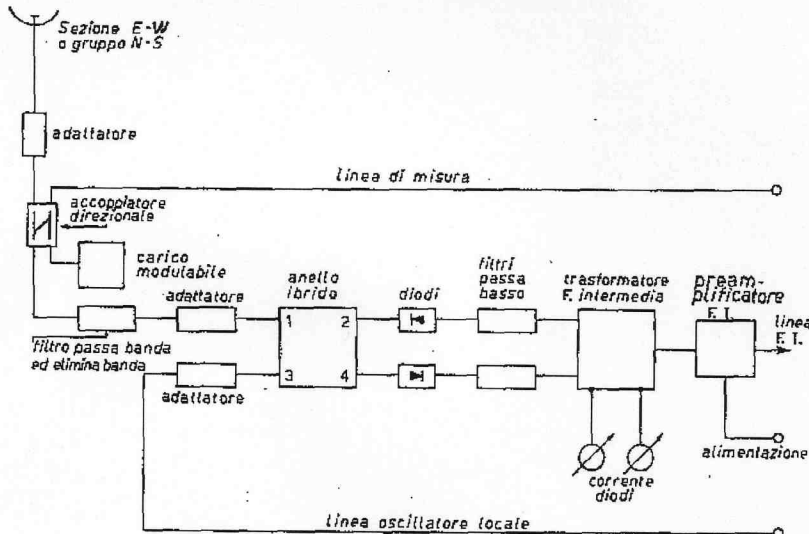 Sezione E-W
o gruppo N-S
adattatore
linea di misura
accoppiatore
direzionale
carico
modulabile
anello
ibrido
diodi
filtri
passa
basso
trasformatore
F. intermedia
pream-
plificatore
F. I.
linea
F. I.
adattatore
1
2
3
4
filtro passa banda
ed elimina banda
adattatore
alimentazione
corrente
diodi
linea oscillatore locale